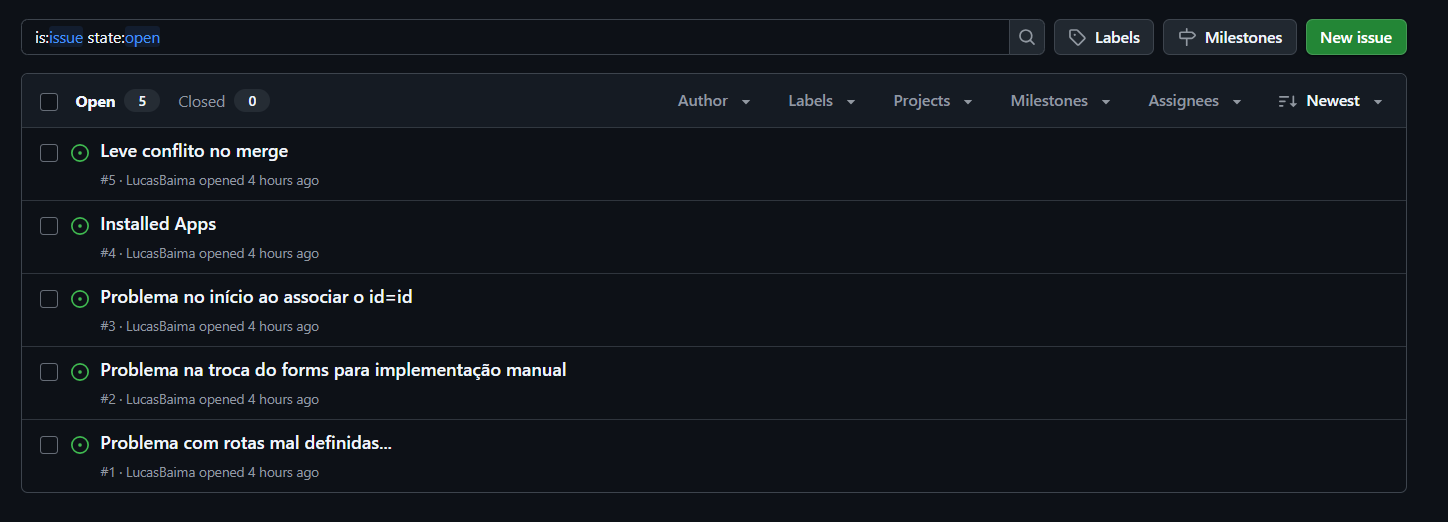 is:issue state:open
Labels
Milestones
New issue
Open 5 Closed 0 Author Labels Projects Milestones Assignees Newest
Leve conflito no merge
#5 · LucasBaima opened 4 hours ago
Installed Apps
#4 · LucasBaima opened 4 hours ago
Problema no início ao associar o id=id
#3 · LucasBaima opened 4 hours ago
Problema na troca do forms para implementação manual
#2 · LucasBaima opened 4 hours ago
Problema com rotas mal definidas...
#1 · LucasBaima opened 4 hours ago